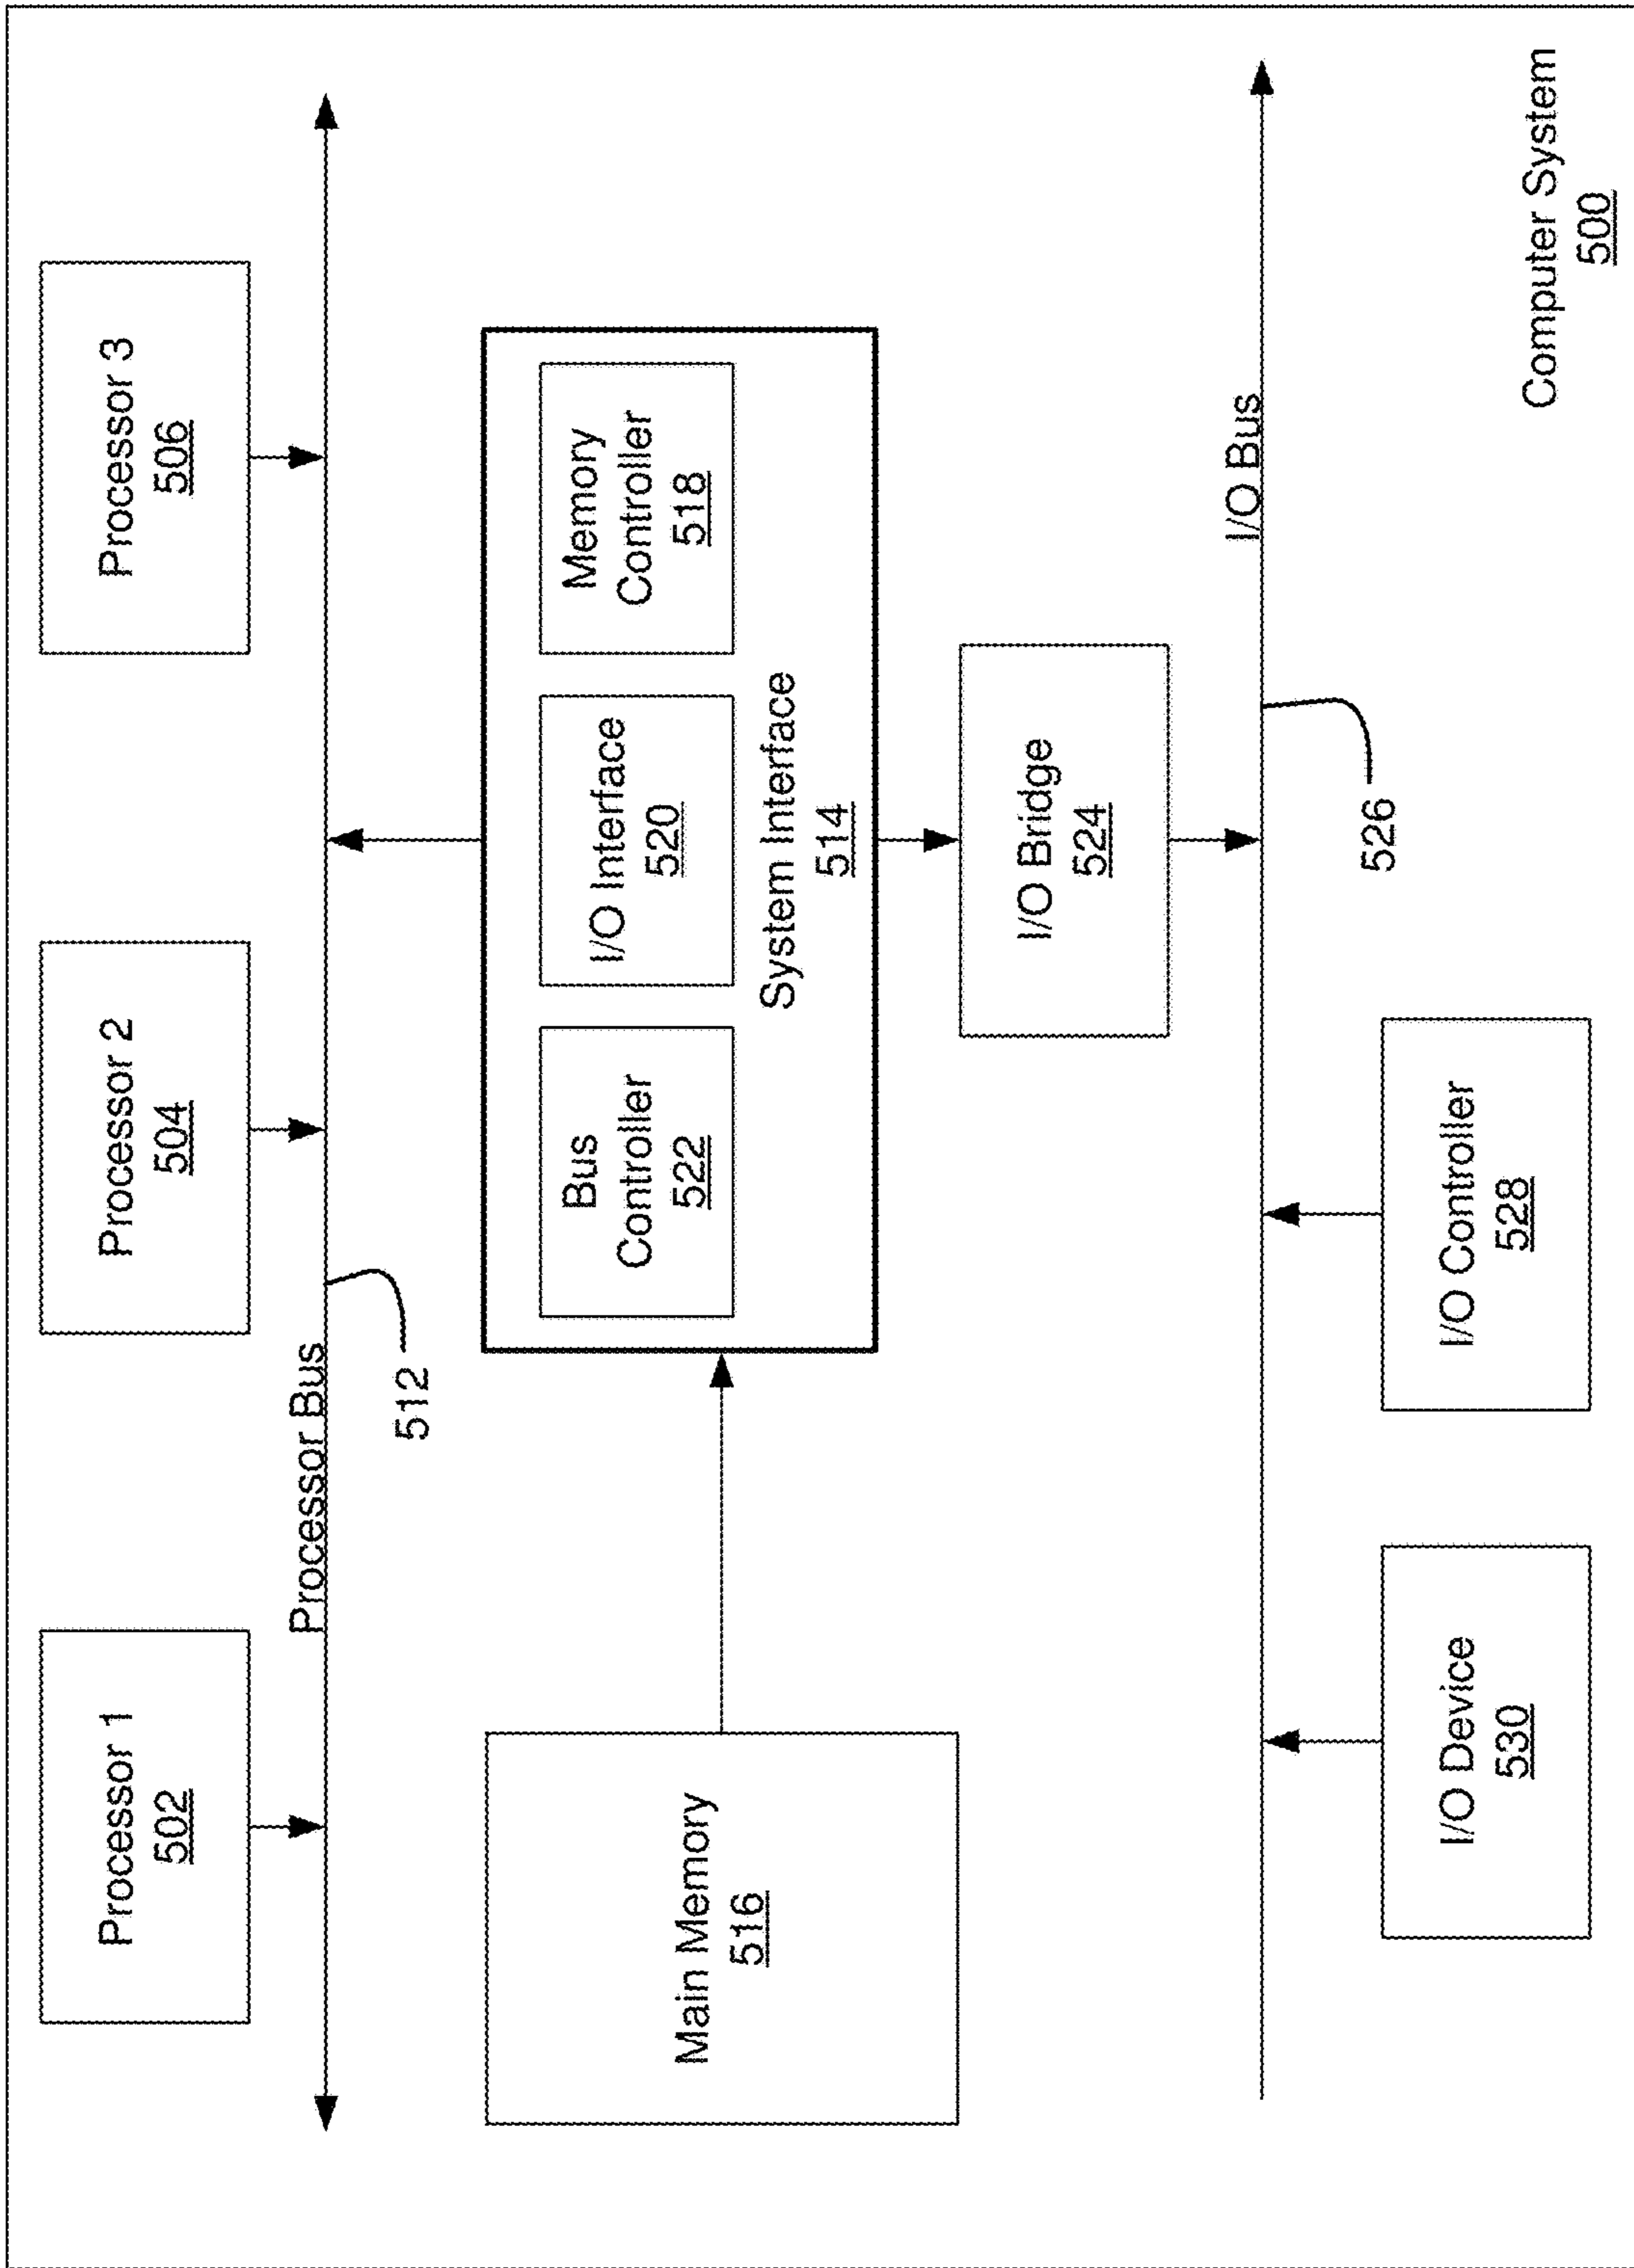 Processor 1
502
Processor 2
504
Processor 3
506
Processor Bus
512
Main Memory
516
Bus
Controller
522
I/O Interface
520
Memory
Controller
518
System Interface
514
I/O Bridge
524
I/O Bus
526
I/O Device
530
I/O Controller
528
Computer System
500